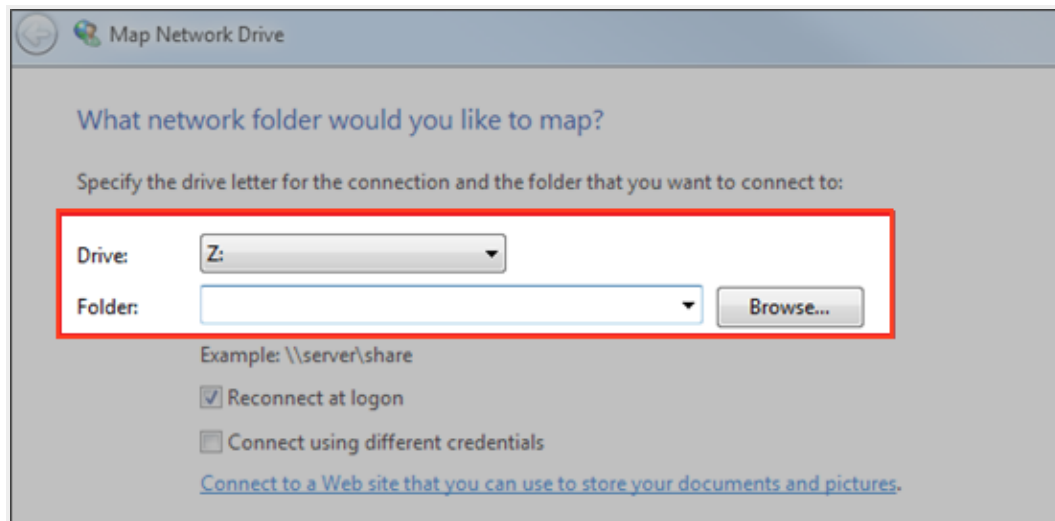 Map Network Drive
What network folder would you like to map?
Specify the drive letter for the connection and the folder that you want to connect to:
Drive: Z:
Folder: Browse...
Example: \\server\share
Reconnect at logon
Connect using different credentials
Connect to a Web site that you can use to store your documents and pictures.